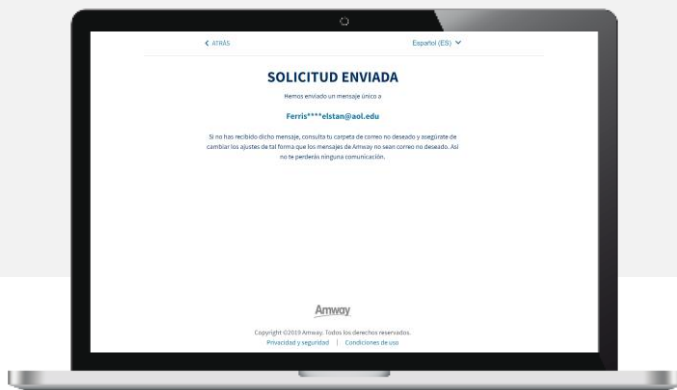 ATRÁS
Español (ES)
SOLICITUD ENVIADA
Hemos enviado un mensaje único a
Ferris****elstan@aol.edu
Si no has recibido dicho mensaje, consulta tu carpeta de correo no deseado y asegúrate de
cambiar los ajustes de tal forma que los mensajes de Amway no sean correo no deseado. Así
no te perderás ninguna comunicación.
Amway
Copyright ©2019 Amway. Todos los derechos reservados.
Privacidad y seguridad | Condiciones de uso